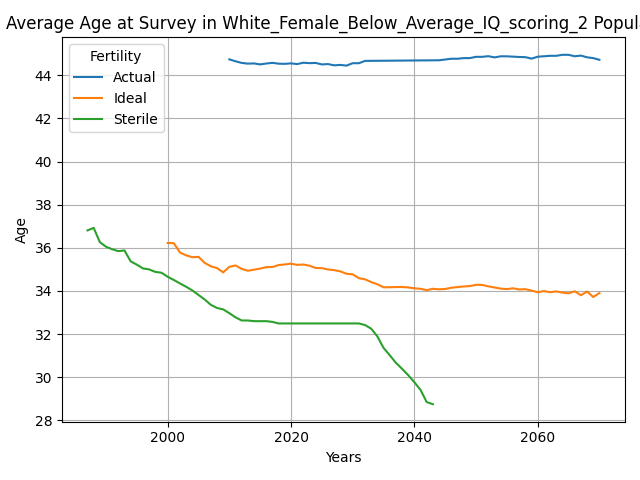 Average Age at Survey in White_Female_Below_Average_IQ_scoring_2 Popul
Fertility
Actual
Ideal
Sterile
44
42
40
38
36
34
32
30
28
Age
2000 2020 2040 2060
Years